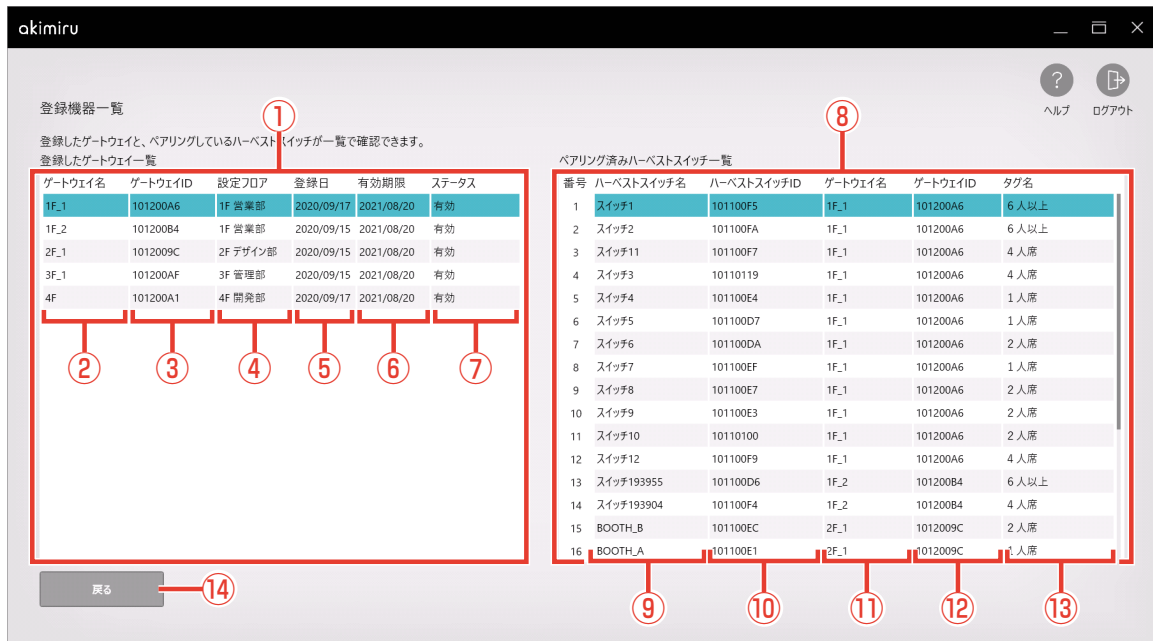 akimiru
ヘルプ ログアウト
登録機器一覧
① ⑧
登録したゲートウェイと、ペアリングしているハーベストスイッチが一覧で確認できます。
登録したゲートウェイ一覧
ゲートウェイ名 ゲートウェイID 設定フロア 登録日 有効期限 ステータス
1F_1 101200A6 1F 営業部 2020/09/17 2021/08/20 有効
1F_2 101200B4 1F 営業部 2020/09/15 2021/08/20 有効
2F_1 1012009C 2F デザイン部 2020/09/15 2021/08/20 有効
3F_1 101200AF 3F 管理部 2020/09/15 2021/08/20 有効
4F 101200A1 4F 開発部 2020/09/17 2021/08/20 有効
② ③ ④ ⑤ ⑥ ⑦
ペアリング済みハーベストスイッチ一覧
番号 ハーベストスイッチ名 ハーベストスイッチID ゲートウェイ名 ゲートウェイID タグ名
1 スイッチ1 101100F5 1F_1 101200A6 6 人以上
2 スイッチ2 101100FA 1F_1 101200A6 6 人以上
3 スイッチ11 101100F7 1F_1 101200A6 4 人席
4 スイッチ3 10110119 1F_1 101200A6 4 人席
5 スイッチ4 101100E4 1F_1 101200A6 1 人席
6 スイッチ5 101100D7 1F_1 101200A6 1 人席
7 スイッチ6 101100DA 1F_1 101200A6 2 人席
8 スイッチ7 101100EF 1F_1 101200A6 1 人席
9 スイッチ8 101100E7 1F_1 101200A6 2 人席
10 スイッチ9 101100E3 1F_1 101200A6 2 人席
11 スイッチ10 10110100 1F_1 101200A6 2 人席
12 スイッチ12 101100F9 1F_1 101200A6 4 人席
13 スイッチ193955 101100D6 1F_2 101200B4 6 人以上
14 スイッチ193904 101100F4 1F_2 101200B4 4 人席
15 BOOTH_B 101100EC 2F_1 1012009C 2 人席
16 BOOTH_A 101100E1 2F_1 1012009C 1 人席
⑨ ⑩ ⑪ ⑫ ⑬
戻る ⑭